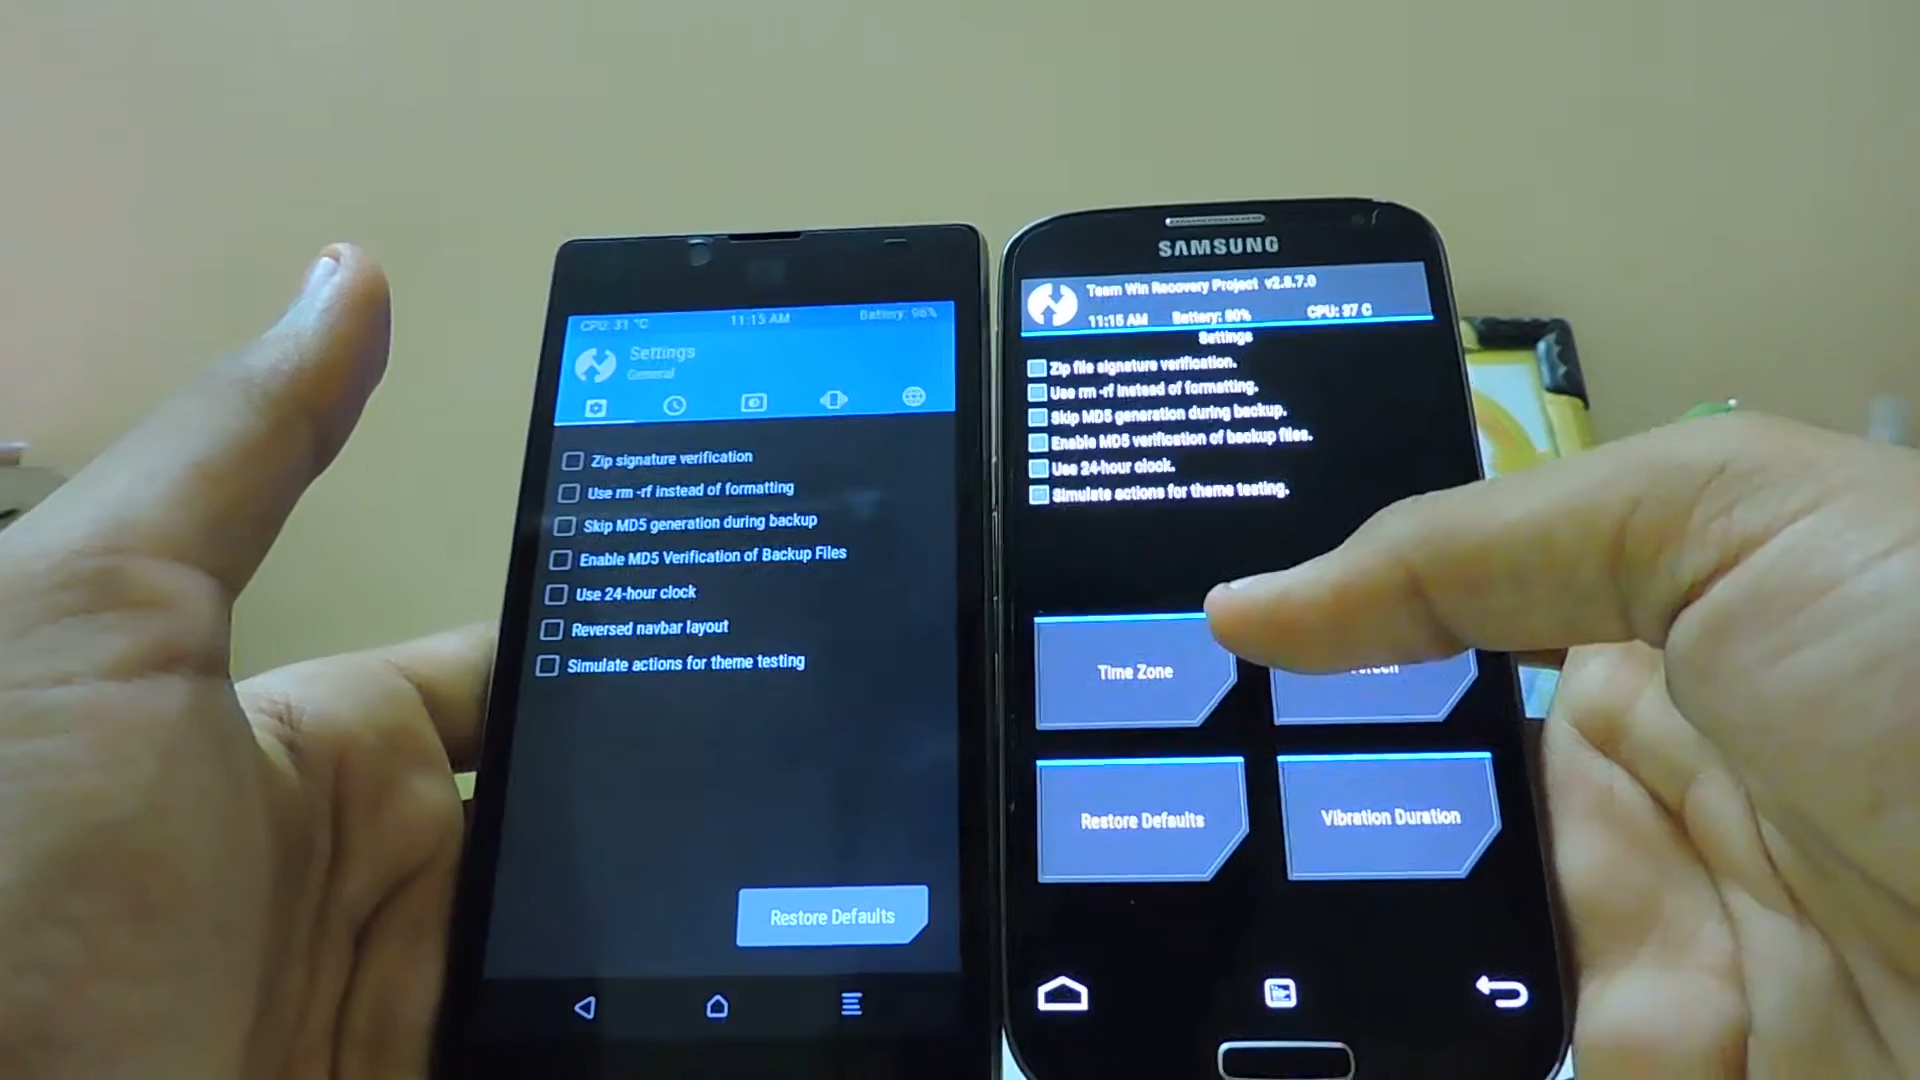 CPU: 31 °C 11:15 AM Battery: 96%
Settings
General
Zip signature verification
Use rm -rf instead of formatting
Skip MD5 generation during backup
Enable MD5 Verification of Backup Files
Use 24-hour clock
Reversed navbar layout
Simulate actions for theme testing
Restore Defaults
SAMSUNG
Team Win Recovery Project v2.8.7.0
11:15 AM Battery: 90% CPU: 37 C
Settings
Zip file signature verification.
Use rm -rf instead of formatting.
Skip MD5 generation during backup.
Enable MD5 verification of backup files.
Use 24-hour clock.
Simulate actions for theme testing.
Time Zone
Restore Defaults
Vibration Duration